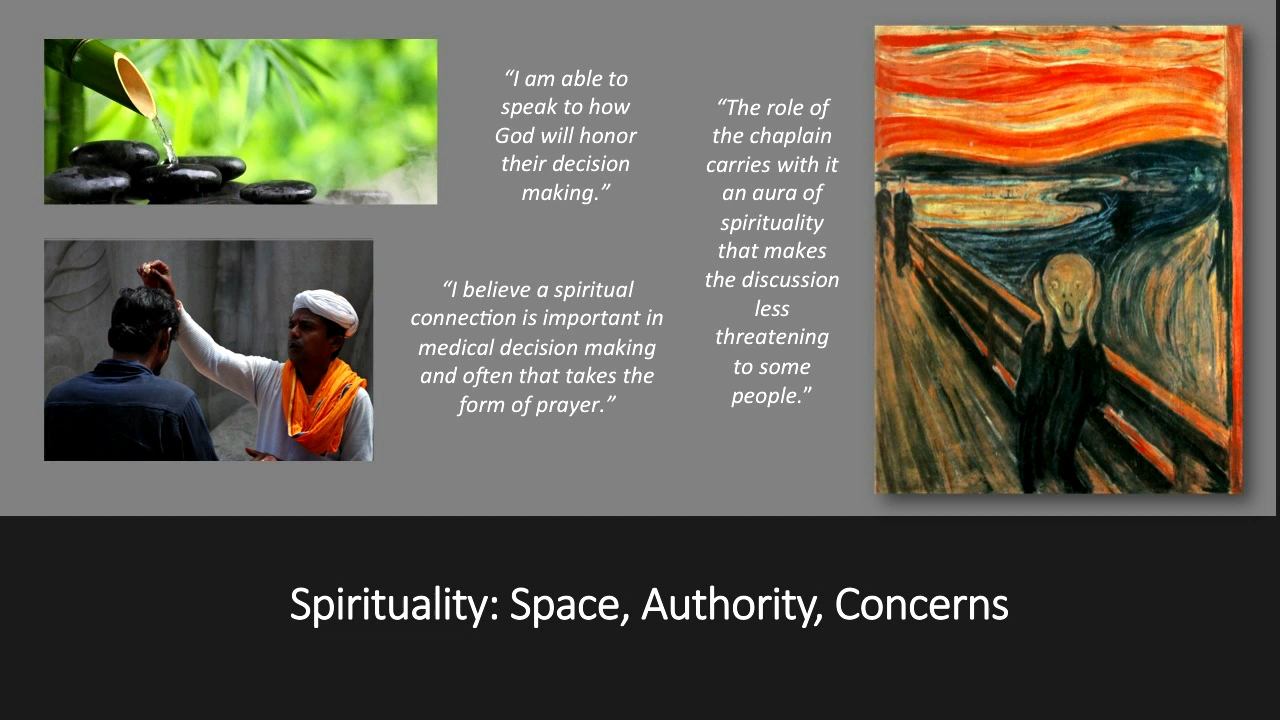 “I am able to
speak to how
God will honor
their decision
making.”
“I believe a spiritual
connection is important in
medical decision making
and often that takes the
form of prayer.”
“The role of
the chaplain
carries with it
an aura of
spirituality
that makes
the discussion
less
threatening
to some
people.”
Spirituality: Space, Authority, Concerns